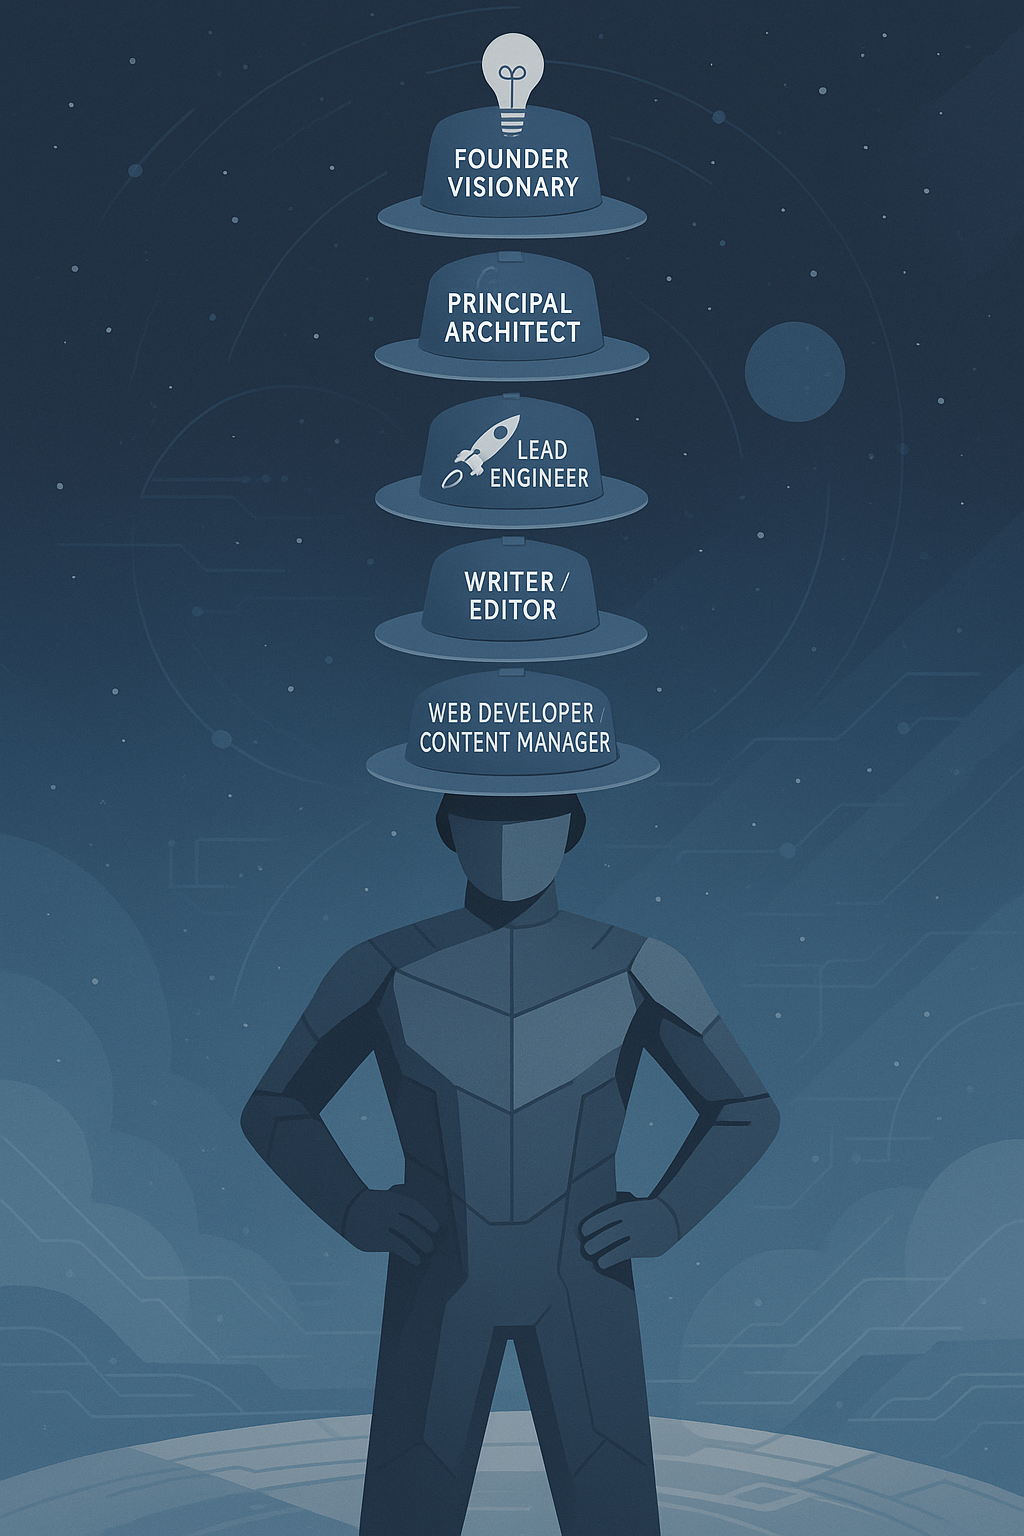 FOUNDER
VISIONARY
PRINCIPAL
ARCHITECT
LEAD
ENGINEER
WRITER /
EDITOR
WEB DEVELOPER /
CONTENT MANAGER